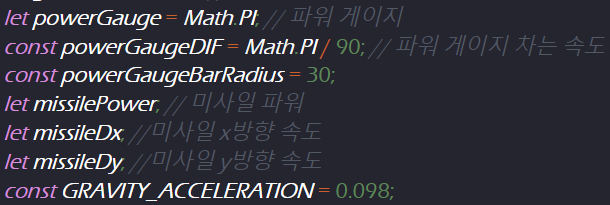 let powerGauge = Math.PI; // 파워 게이지
const powerGaugeDIF = Math.PI / 90; // 파워 게이지 차는 속도
const powerGaugeBarRadius = 30;
let missilePower; // 미사일 파워
let missileDx; //미사일 x방향 속도
let missileDy; //미사일 y방향 속도
const GRAVITY_ACCELERATION = 0.098;